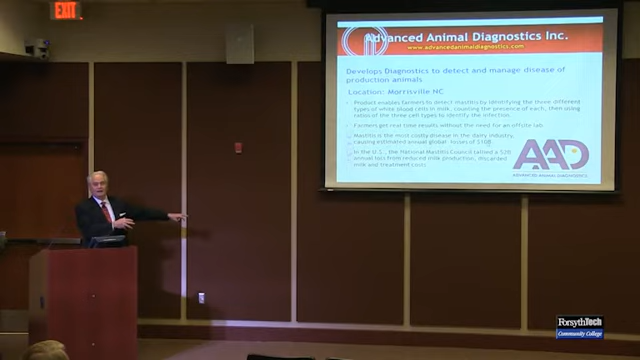 EXIT
Advanced Animal Diagnostics Inc.
www.advancedanimaldiagnostics.com
Develops Diagnostics to detect and manage disease of
production animals
Location: Morrisville NC
Product enables farmers to detect mastitis by identifying the three different
types of white blood cells in milk, counting the presence of each, then using
ratios of the three cell types to identify the infection.
Farmers get real time results without the need for an offsite lab.
Mastitis is the most costly disease in the dairy industry,
causing estimated annual global losses of $10B
In the U.S., the National Mastitis Council
annual loss from reduced milk production, discarded
milk and treatment costs
AAD
ADVANCED ANIMAL DIAGNOSTICS
ForsythTech
Community College